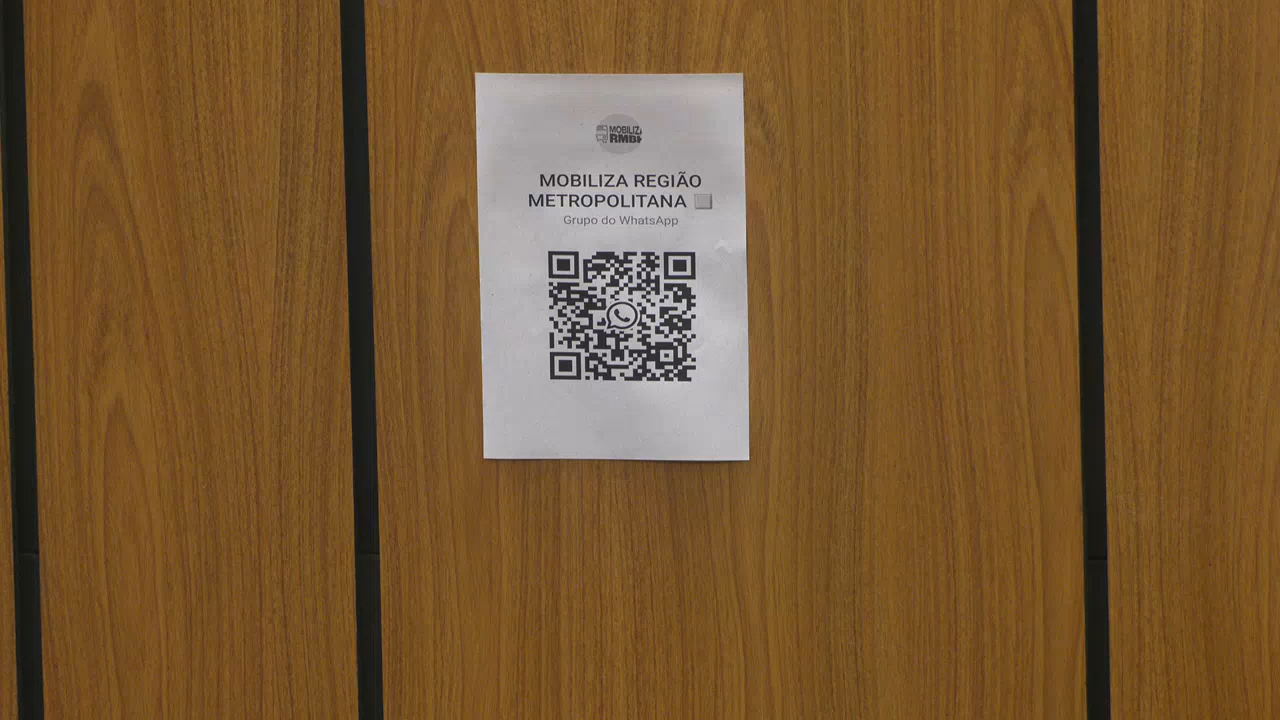 MOBILIZA
RMBH
MOBILIZA REGIÃO
METROPOLITANA
Grupo do WhatsApp